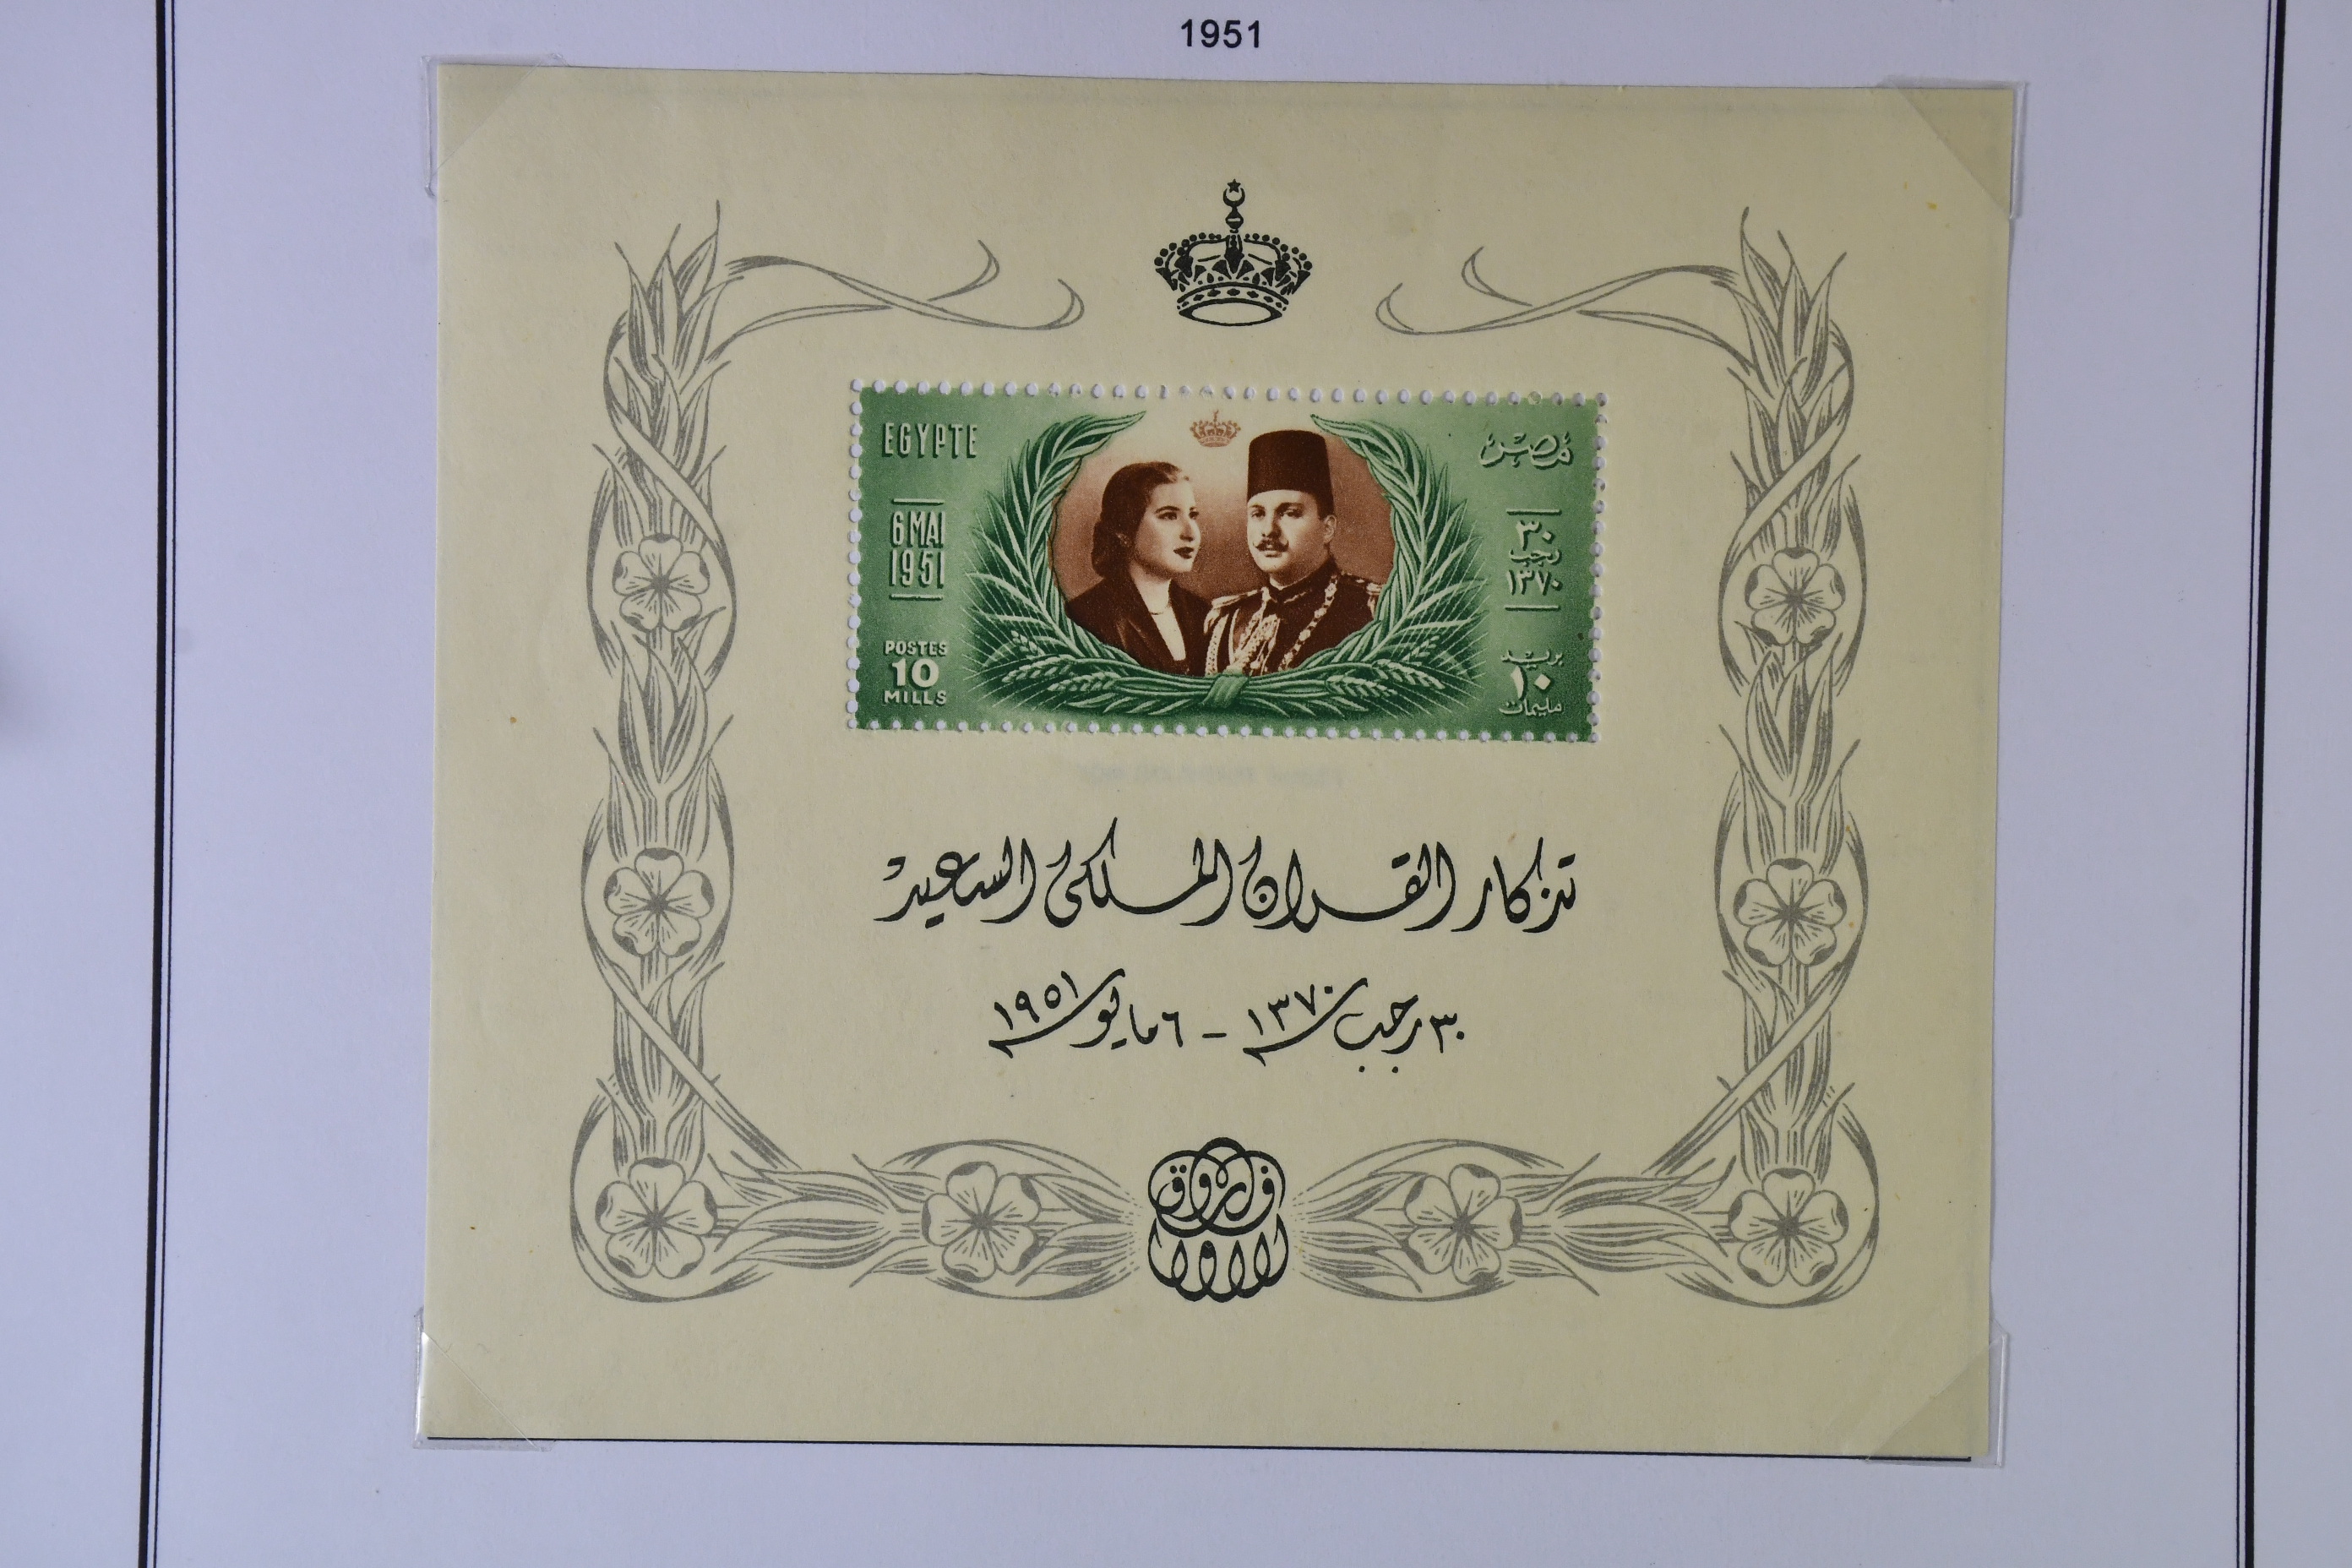 1951
EGYPTE
6 MAI
1951
POSTES
10
MILLS
مصر
٣٠
رجب
١٣٧٠
بريد
١٠
مليمات
تذكار القران الملكى السعيد
٣٠ رجب ١٣٧٠ - ٦ مايو ١٩٥١
فاروق